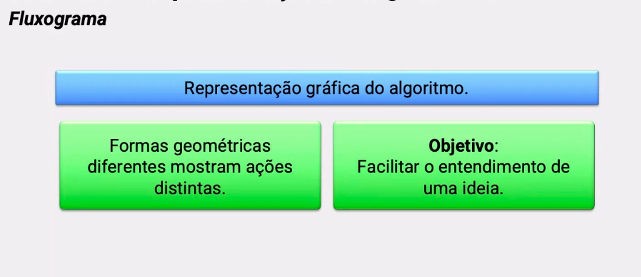 Fluxograma
Representação gráfica do algoritmo.
Formas geométricas
diferentes mostram ações
distintas.
Objetivo:
Facilitar o entendimento de
uma ideia.